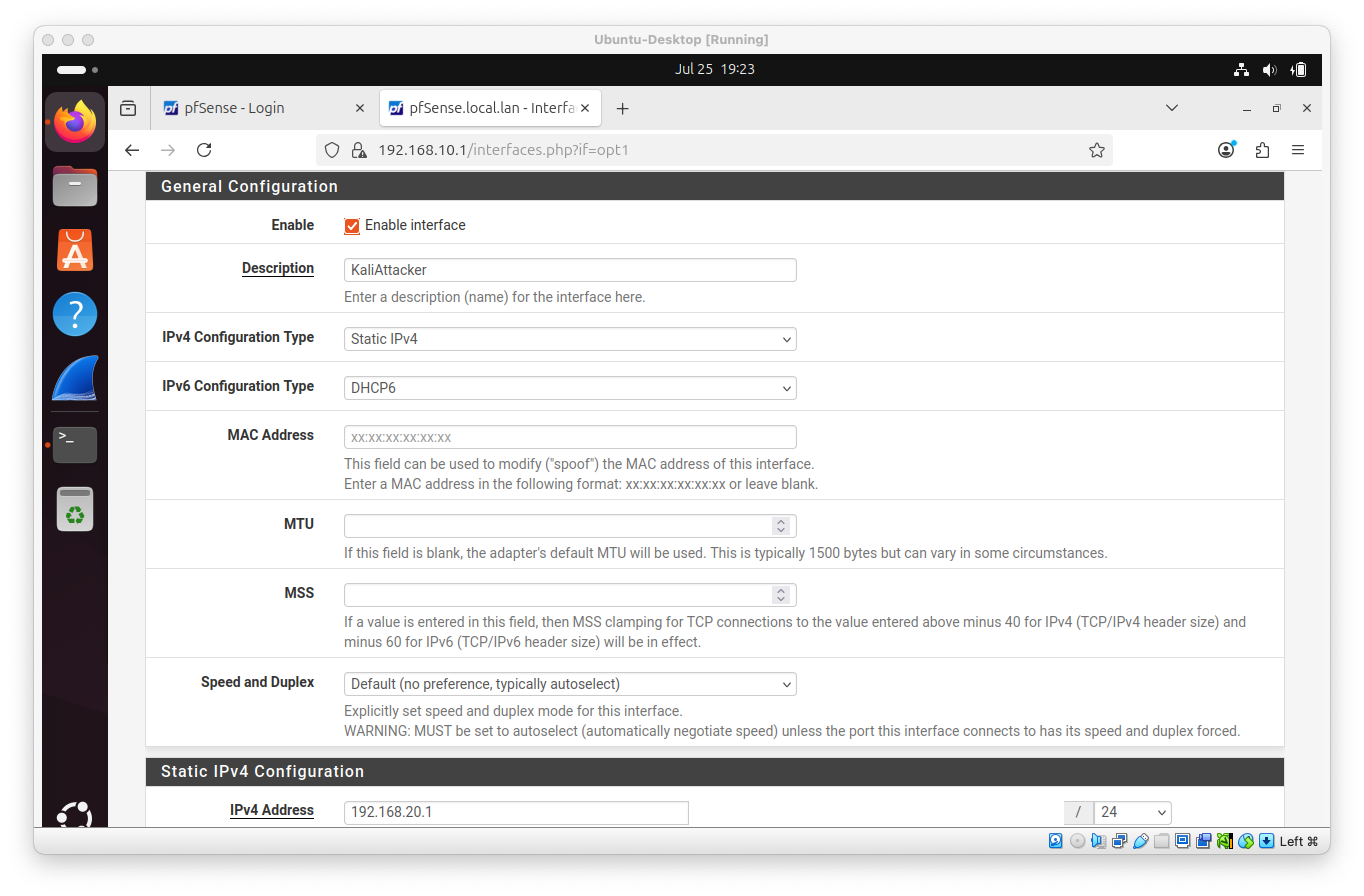 Ubuntu-Desktop [Running]
Jul 25 19:23
pfSense - Login
pfSense.local.lan - Interfa
192.168.10.1/interfaces.php?if=opt1
General Configuration
Enable
Enable interface
Description
KaliAttacker
Enter a description (name) for the interface here.
IPv4 Configuration Type
Static IPv4
IPv6 Configuration Type
DHCP6
MAC Address
xx:xx:xx:xx:xx:xx
This field can be used to modify ("spoof") the MAC address of this interface.
Enter a MAC address in the following format: xx:xx:xx:xx:xx:xx or leave blank.
MTU
If this field is blank, the adapter's default MTU will be used. This is typically 1500 bytes but can vary in some circumstances.
MSS
If a value is entered in this field, then MSS clamping for TCP connections to the value entered above minus 40 for IPv4 (TCP/IPv4 header size) and
minus 60 for IPv6 (TCP/IPv6 header size) will be in effect.
Speed and Duplex
Default (no preference, typically autoselect)
Explicitly set speed and duplex mode for this interface.
WARNING: MUST be set to autoselect (automatically negotiate speed) unless the port this interface connects to has its speed and duplex forced.
Static IPv4 Configuration
IPv4 Address
192.168.20.1
/ 24
Left ⌘